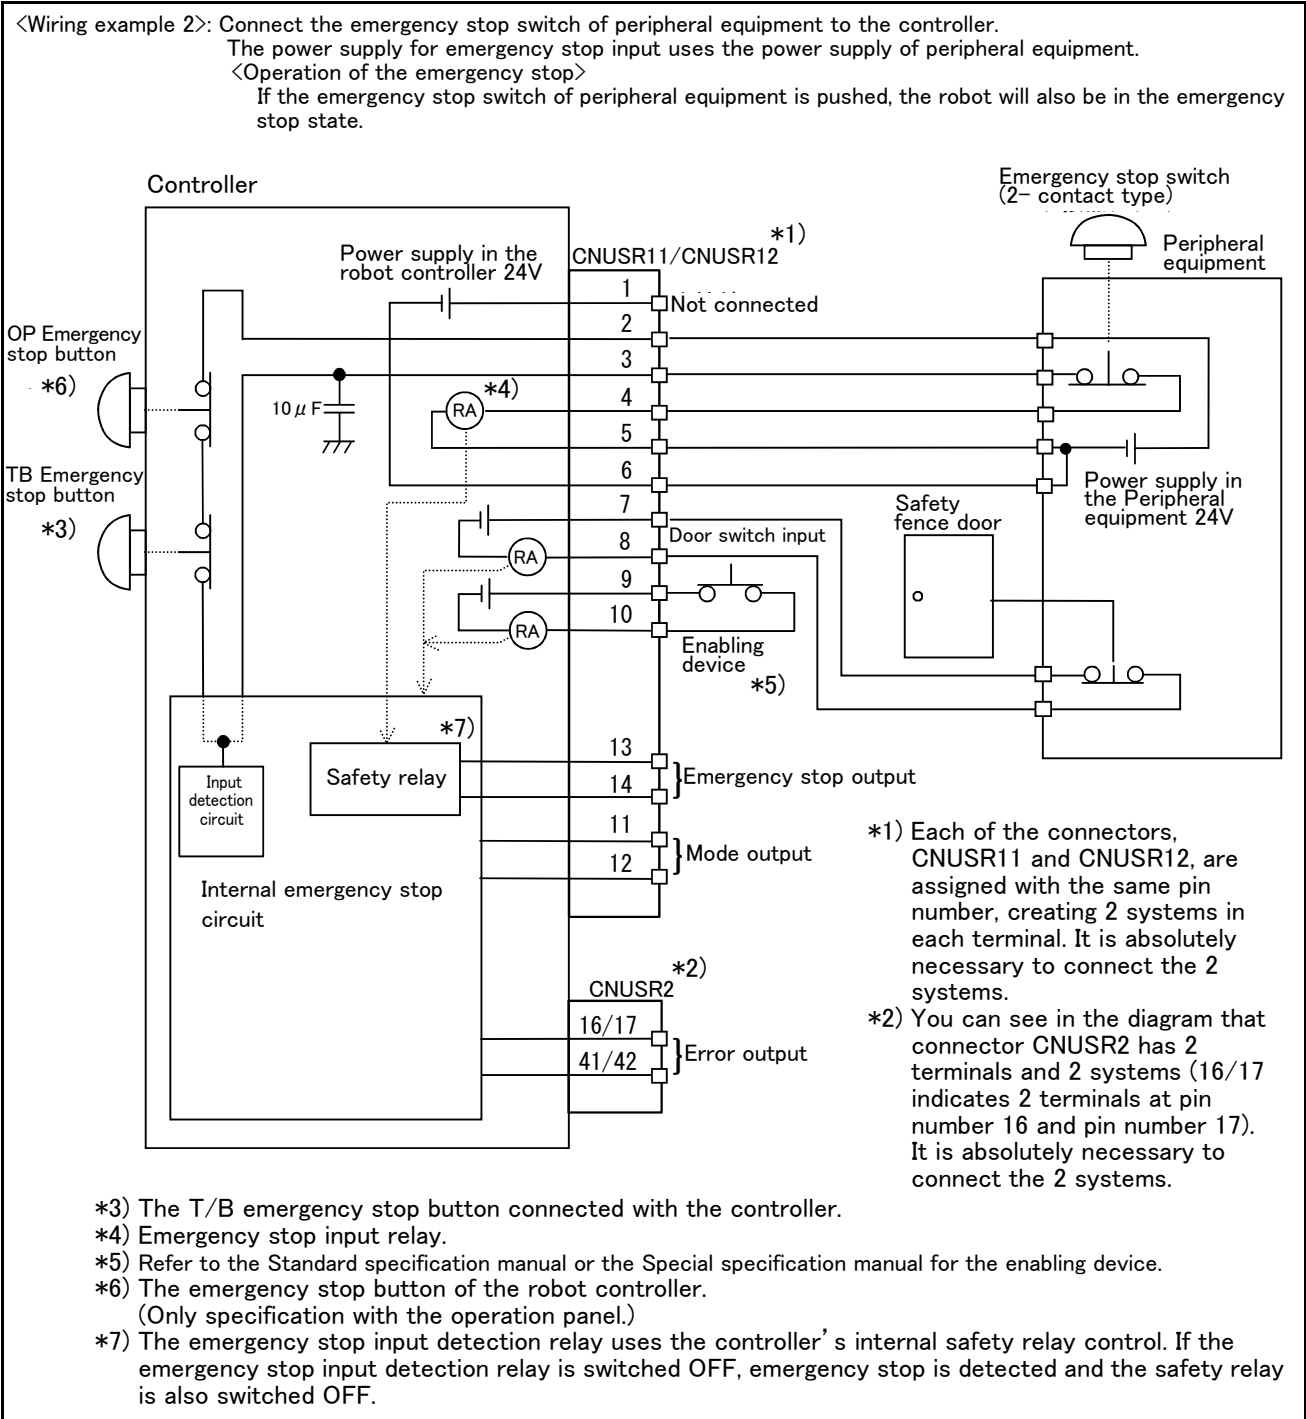 <Wiring example 2>: Connect the emergency stop switch of peripheral equipment to the controller.
The power supply for emergency stop input uses the power supply of peripheral equipment.
<Operation of the emergency stop>
If the emergency stop switch of peripheral equipment is pushed, the robot will also be in the emergency
stop state.
Controller
Emergency stop switch
(2- contact type)
Peripheral
equipment
*1)
CNUSR11/CNUSR12
Power supply in the
robot controller 24V
1
Not connected
2
3
4
5
6
7
8
9
10
OP Emergency
stop button
*6)
10 μ F
RA
*4)
TB Emergency
stop button
*3)
Power supply in
the Peripheral
equipment 24V
Safety
fence door
Door switch input
RA
RA
Enabling
device
*5)
*7)
Safety relay
Input
detection
circuit
Internal emergency stop
circuit
13
14
}Emergency stop output
11
12
}Mode output
*2)
CNUSR2
16/17
41/42
}Error output
*1) Each of the connectors,
CNUSR11 and CNUSR12, are
assigned with the same pin
number, creating 2 systems in
each terminal. It is absolutely
necessary to connect the 2
systems.
*2) You can see in the diagram that
connector CNUSR2 has 2
terminals and 2 systems (16/17
indicates 2 terminals at pin
number 16 and pin number 17).
It is absolutely necessary to
connect the 2 systems.
*3) The T/B emergency stop button connected with the controller.
*4) Emergency stop input relay.
*5) Refer to the Standard specification manual or the Special specification manual for the enabling device.
*6) The emergency stop button of the robot controller.
(Only specification with the operation panel.)
*7) The emergency stop input detection relay uses the controller’s internal safety relay control. If the
emergency stop input detection relay is switched OFF, emergency stop is detected and the safety relay
is also switched OFF.